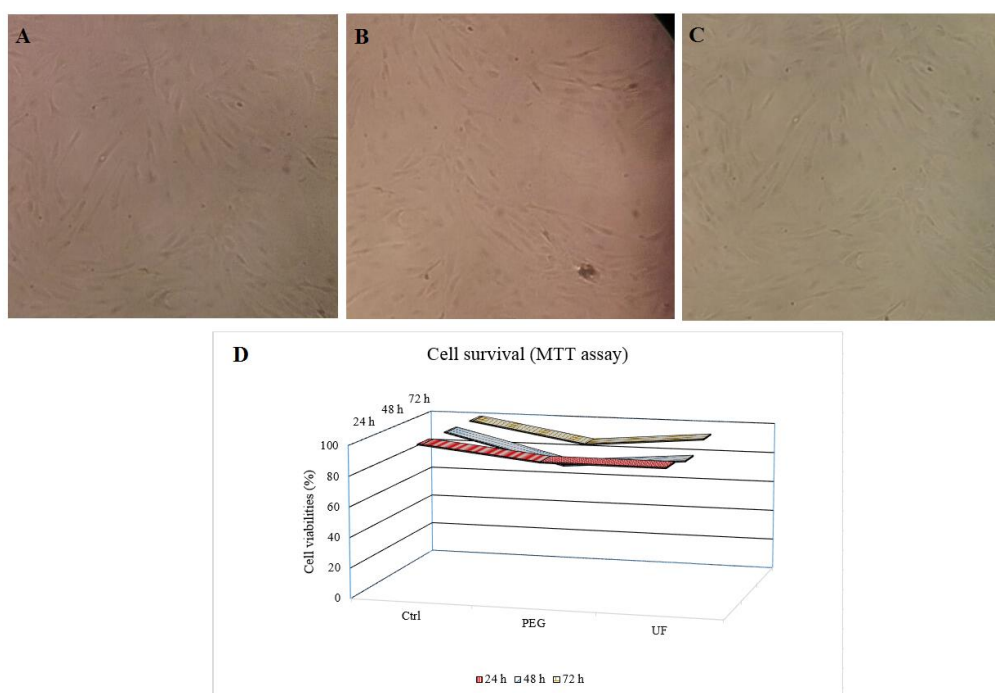 A
B
C
D
Cell survival (MTT assay)
72 h
48 h
24 h
100
80
60
40
20
0
Cell viabilities (%)
Ctrl
PEG
UF
24 h 48 h 72 h